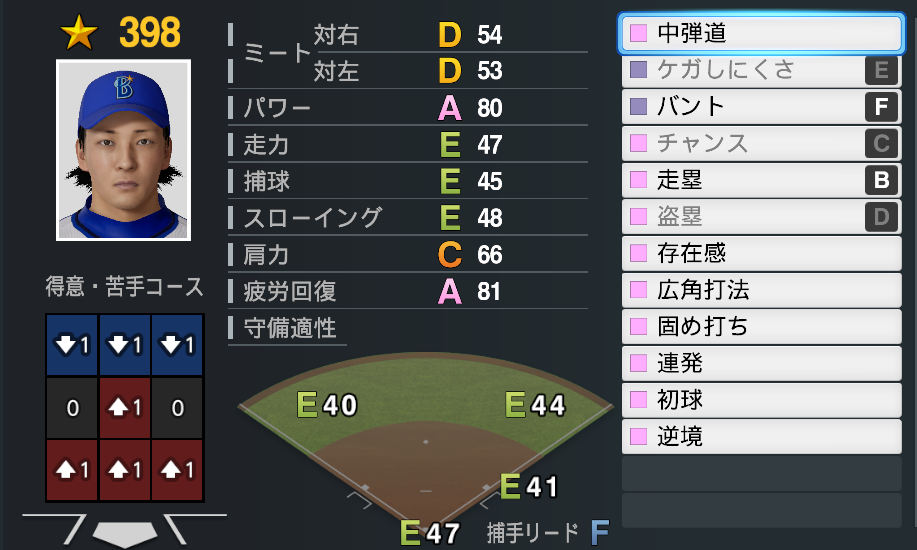 398
B
ミート 対右 D 54
対左 D 53
パワー A 80
走力 E 47
捕球 E 45
スローイング E 48
肩力 C 66
疲労回復 A 81
守備適性
得意・苦手コース
1 1 1
0 1 0
1 1 1
E 40
E 44
E 41
E 47
捕手リード F
中弾道
ケガしにくさ E
バント F
チャンス C
走塁 B
盗塁 D
存在感
広角打法
固め打ち
連発
初球
逆境